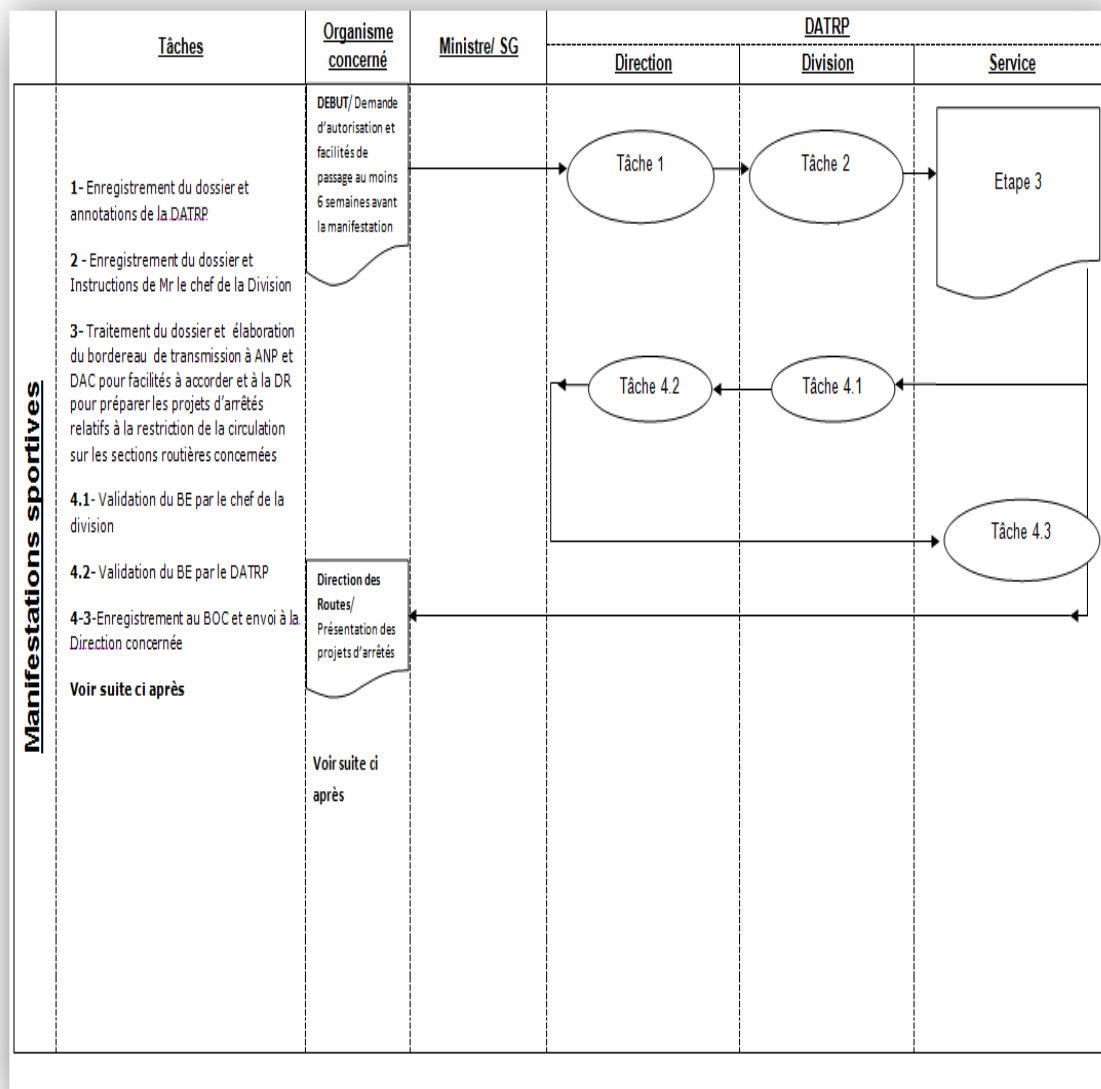 Tâches
Organisme
concerné
Ministre/ SG
DATRP
Direction
Division
Service
Manifestations sportives
1- Enregistrement du dossier et
annotations de la DATRP.
2 - Enregistrement du dossier et
Instructions de Mr le chef de la Division
3- Traitement du dossier et élaboration
du bordereau de transmission à ANP et
DAC pour facilités à accorder et à la DR
pour préparer les projets d'arrêtés
relatifs à la restriction de la circulation
sur les sections routières concernées
4.1- Validation du BE par le chef de la
division
4.2- Validation du BE par le DATRP
4-3-Enregistrement au BOC et envoi à la
Direction concernée
Voir suite ci après
DEBUT/ Demande
d'autorisation et
facilités de
passage au moins
6 semaines avant
la manifestation
Tâche 1
Tâche 2
Etape 3
Tâche 4.2
Tâche 4.1
Tâche 4.3
Direction des
Routes/
Présentation des
projets d'arrêtés
Voir suite ci
après